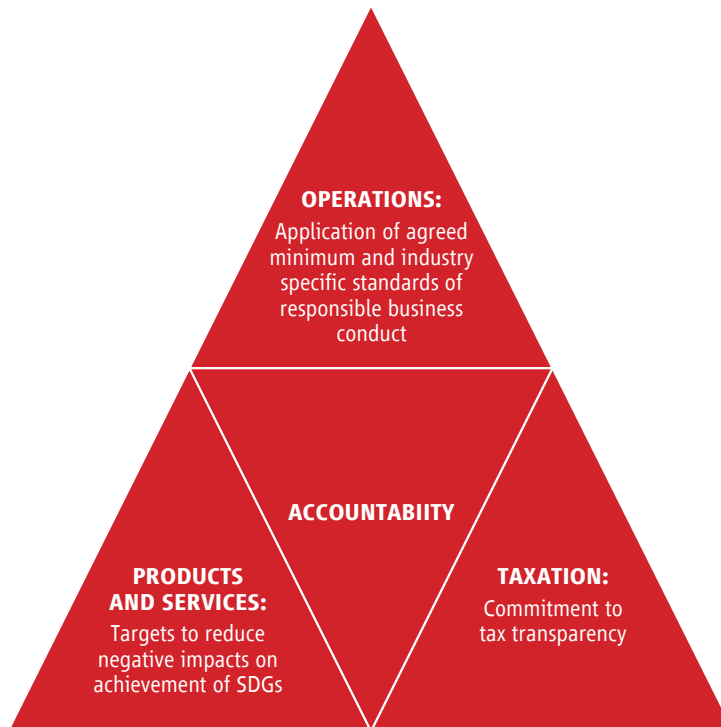 OPERATIONS:
Application of agreed
minimum and industry
specific standards of
responsible business
conduct
ACCOUNTABIITY
PRODUCTS
AND SERVICES:
Targets to reduce
negative impacts on
achievement of SDGs
TAXATION:
Commitment to
tax transparency